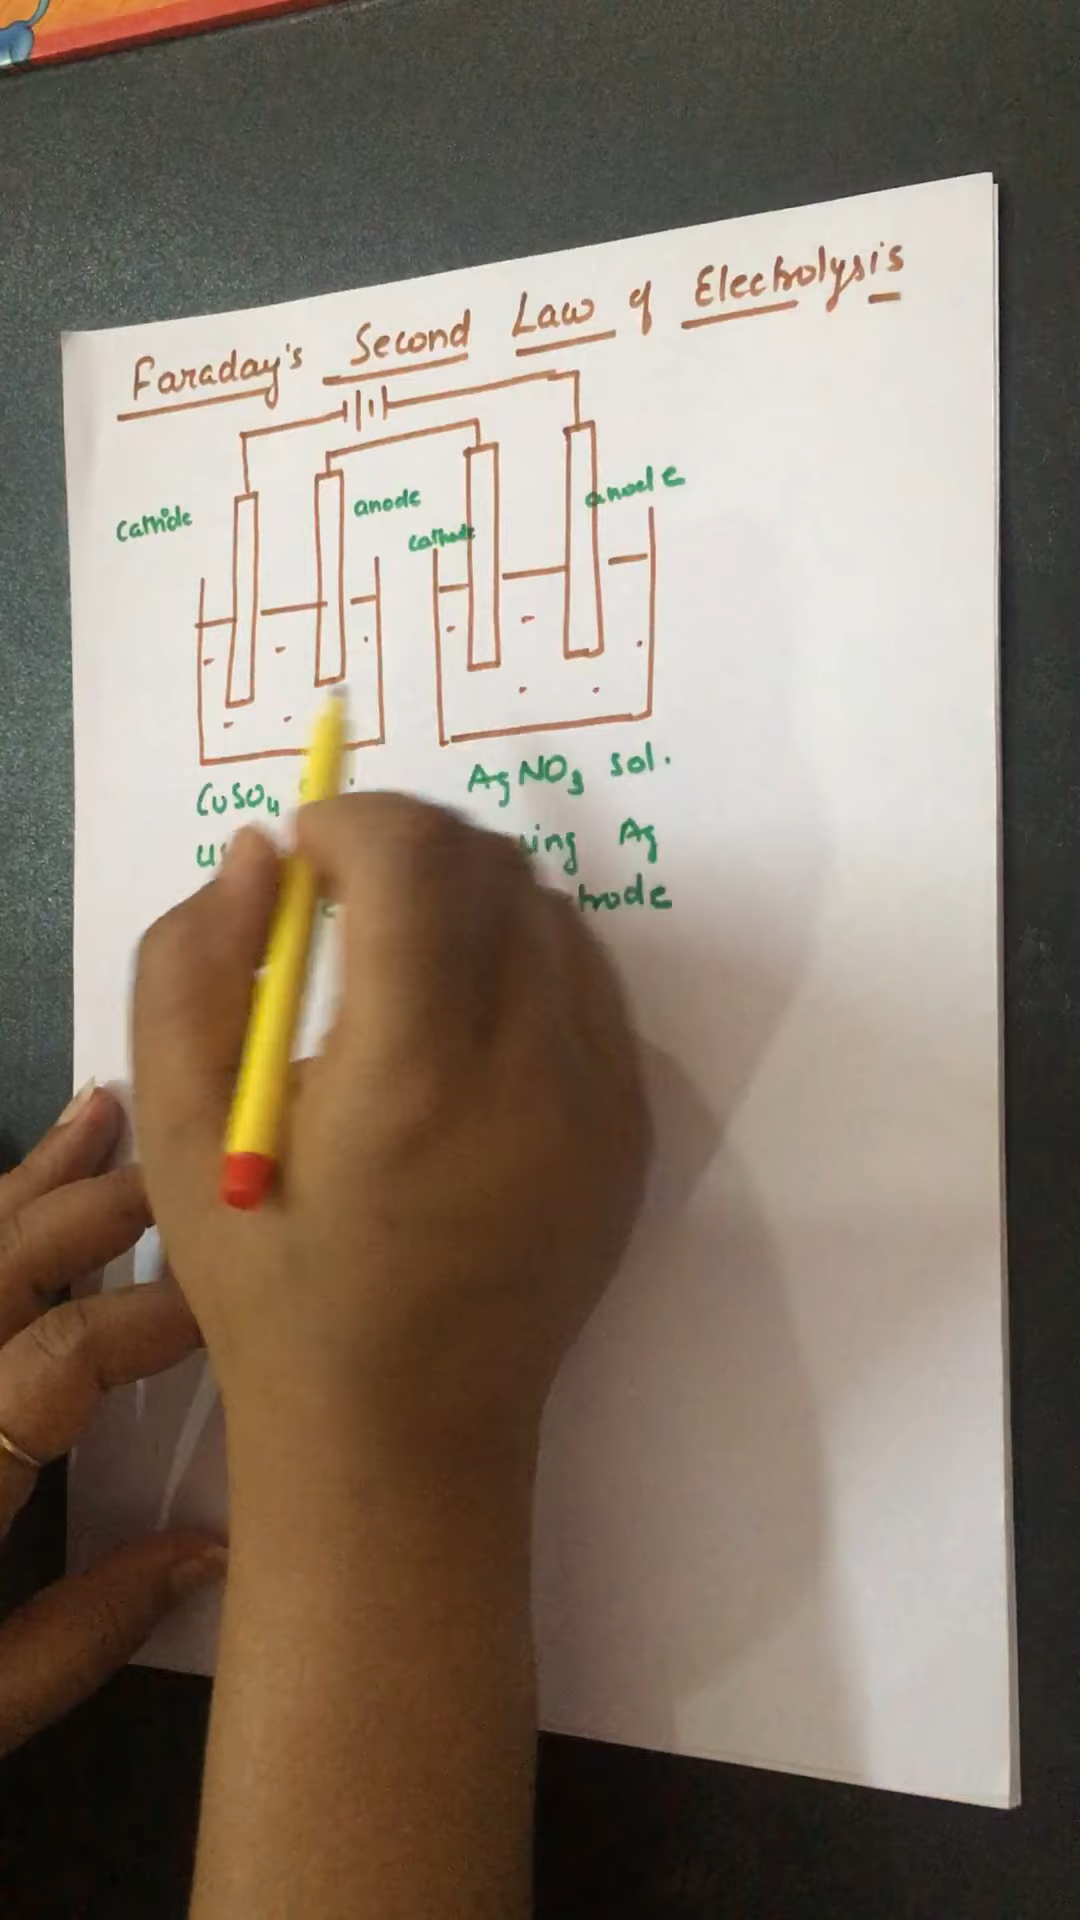 Faraday's Second Law of Electrolysis
Cathode anode cathode anode
CuSO4
AgNO3 sol.
Ag